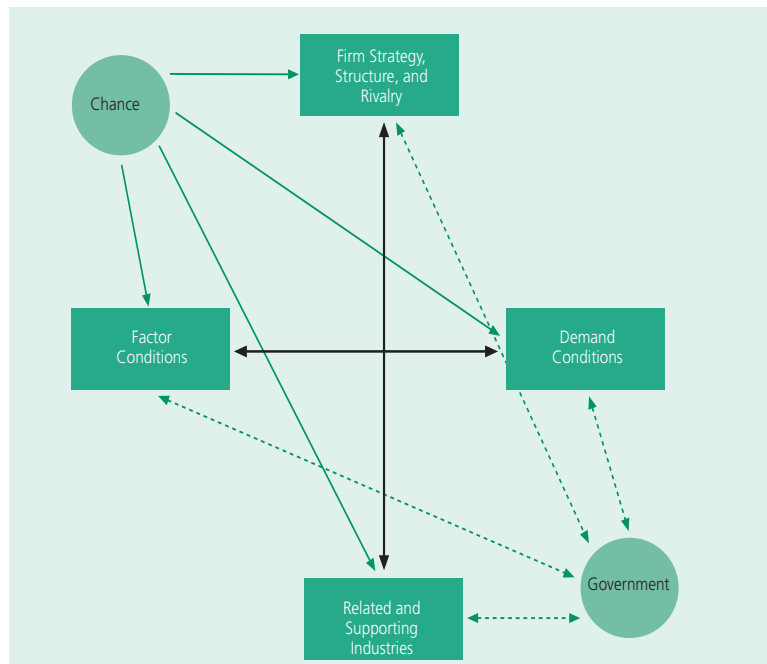 Firm Strategy,
Structure, and
Rivalry
Chance
Factor
Conditions
Demand
Conditions
Government
Related and
Supporting
Industries